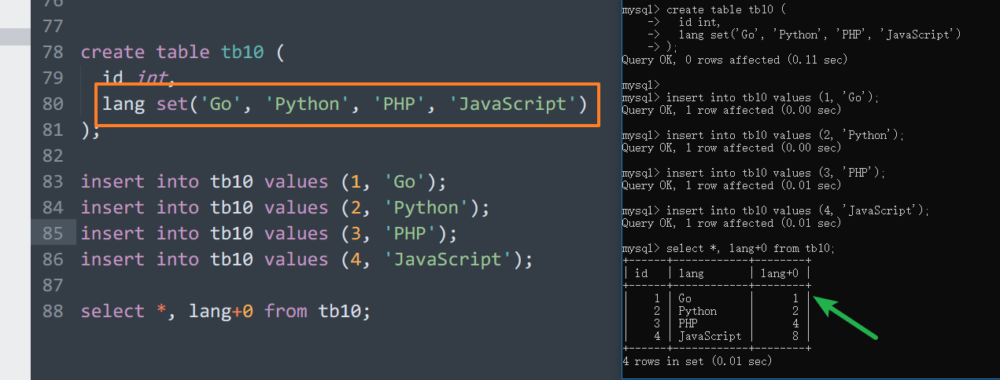 76
77
78 create table tb10 (
79 id int,
80 lang set('Go', 'Python', 'PHP', 'JavaScript')
81 );
82
83 insert into tb10 values (1, 'Go');
84 insert into tb10 values (2, 'Python');
85 insert into tb10 values (3, 'PHP');
86 insert into tb10 values (4, 'JavaScript');
87
88 select *, lang+0 from tb10;
mysql> create table tb10 (
-> id int,
-> lang set('Go', 'Python', 'PHP', 'JavaScript')
-> );
Query OK, 0 rows affected (0.11 sec)
mysql>
mysql> insert into tb10 values (1, 'Go');
Query OK, 1 row affected (0.00 sec)
mysql> insert into tb10 values (2, 'Python');
Query OK, 1 row affected (0.00 sec)
mysql> insert into tb10 values (3, 'PHP');
Query OK, 1 row affected (0.01 sec)
mysql> insert into tb10 values (4, 'JavaScript');
Query OK, 1 row affected (0.01 sec)
mysql> select *, lang+0 from tb10;
+------+------------+--------+
| id | lang | lang+0 |
+------+------------+--------+
| 1 | Go | 1 |
| 2 | Python | 2 |
| 3 | PHP | 4 |
| 4 | JavaScript | 8 |
+------+------------+--------+
4 rows in set (0.01 sec)